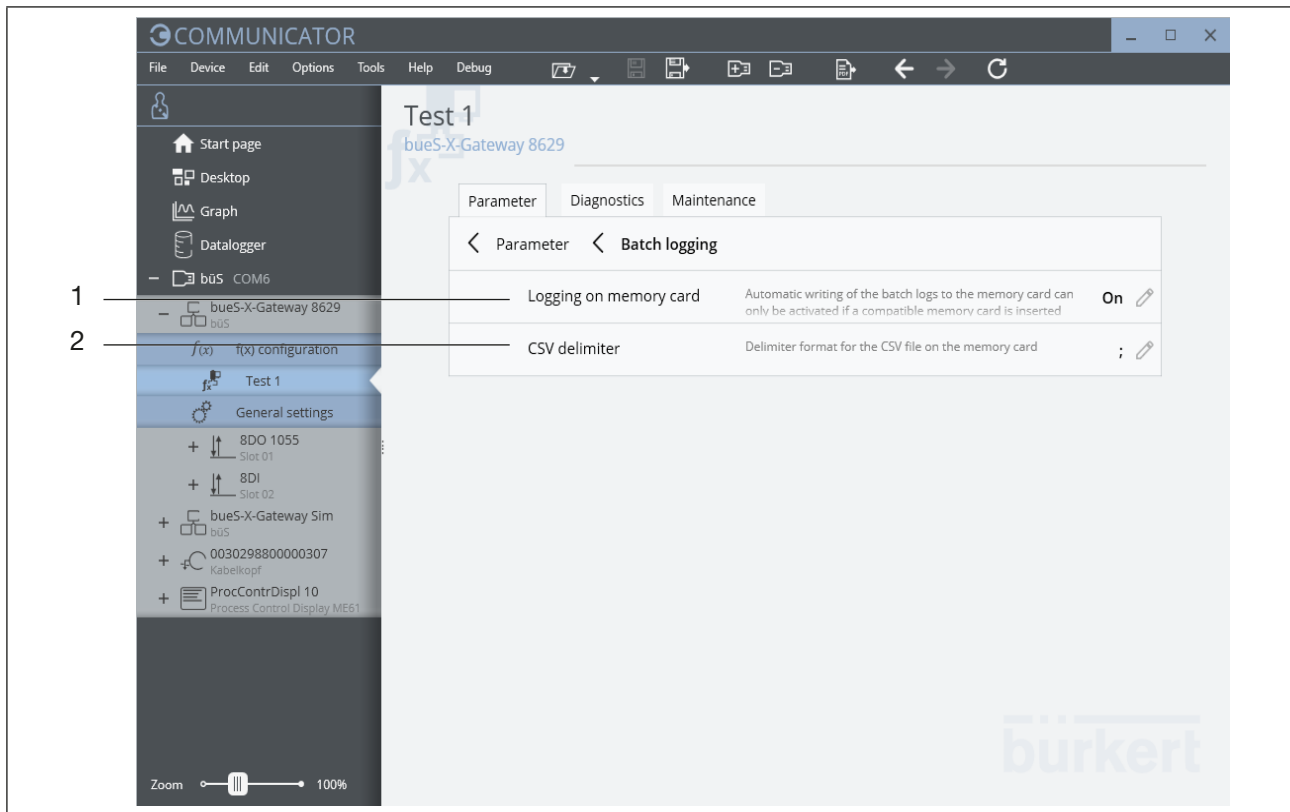 COMMUNICATOR
File Device Edit Options Tools Help Debug
PDF
Start page
Desktop
Graph
Datalogger
büS COM6
bueS-X-Gateway 8629
büS
f(x) f(x) configuration
fx Test 1
General settings
8DO 1055
Slot 01
8DI
Slot 02
bueS-X-Gateway Sim
büS
0030298800000307
Kabelkopf
ProcContrDispl 10
Process Control Display ME61
Zoom 100%
1
2
fx
Test 1
bueS-X-Gateway 8629
Parameter Diagnostics Maintenance
Parameter Batch logging
Logging on memory card
Automatic writing of the batch logs to the memory card can
only be activated if a compatible memory card is inserted
On
CSV delimiter
Delimiter format for the CSV file on the memory card
;
burkert